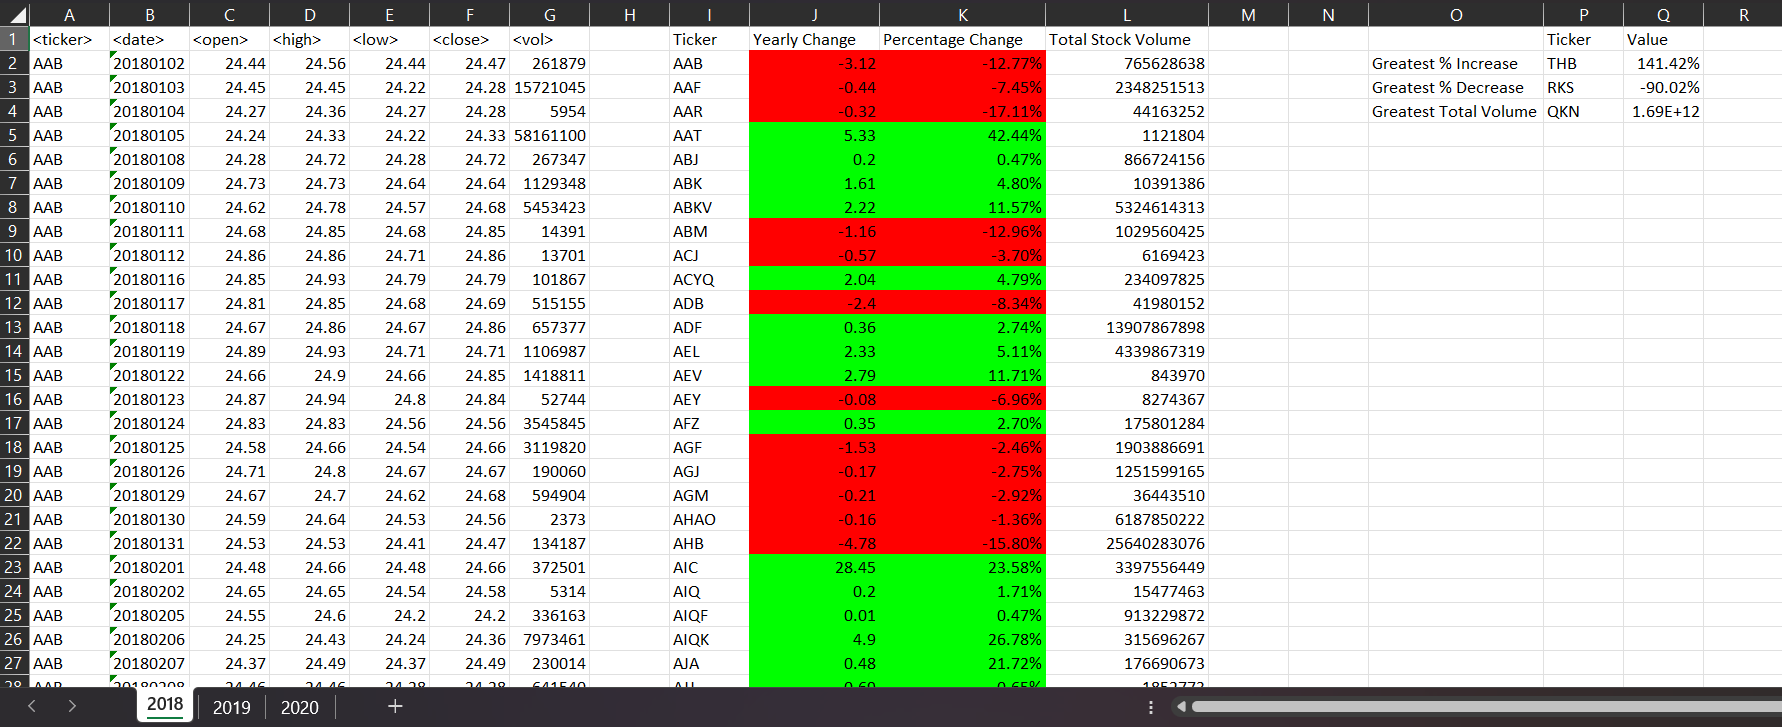 A B C D E F G H I J K L M N O P Q R
1 <ticker> <date> <open> <high> <low> <close> <vol> Ticker Yearly Change Percentage Change Total Stock Volume Ticker Value
2 AAB 20180102 24.44 24.56 24.44 24.47 261879 AAB -3.12 -12.77% 765628638 Greatest % Increase THB 141.42%
3 AAB 20180103 24.45 24.45 24.22 24.28 15721045 AAF -0.44 -7.45% 2348251513 Greatest % Decrease RKS -90.02%
4 AAB 20180104 24.27 24.36 24.27 24.28 5954 AAR -0.32 -17.11% 44163252 Greatest Total Volume QKN 1.69E+12
5 AAB 20180105 24.24 24.33 24.22 24.33 58161100 AAT 5.33 42.44% 1121804
6 AAB 20180108 24.28 24.72 24.28 24.72 267347 ABJ 0.2 0.47% 866724156
7 AAB 20180109 24.73 24.73 24.64 24.64 1129348 ABK 1.61 4.80% 10391386
8 AAB 20180110 24.62 24.78 24.57 24.68 5453423 ABKV 2.22 11.57% 5324614313
9 AAB 20180111 24.68 24.85 24.68 24.85 14391 ABM -1.16 -12.96% 1029560425
10 AAB 20180112 24.86 24.86 24.71 24.86 13701 ACJ -0.57 -3.70% 6169423
11 AAB 20180116 24.85 24.93 24.79 24.79 101867 ACYQ 2.04 4.79% 234097825
12 AAB 20180117 24.81 24.85 24.68 24.69 515155 ADB -2.4 -8.34% 41980152
13 AAB 20180118 24.67 24.86 24.67 24.86 657377 ADF 0.36 2.74% 13907867898
14 AAB 20180119 24.89 24.93 24.71 24.71 1106987 AEL 2.33 5.11% 4339867319
15 AAB 20180122 24.66 24.9 24.66 24.85 1418811 AEV 2.79 11.71% 843970
16 AAB 20180123 24.87 24.94 24.8 24.84 52744 AEY -0.08 -6.96% 8274367
17 AAB 20180124 24.83 24.83 24.56 24.56 3545845 AFZ 0.35 2.70% 175801284
18 AAB 20180125 24.58 24.66 24.54 24.66 3119820 AGF -1.53 -2.46% 1903886691
19 AAB 20180126 24.71 24.8 24.67 24.67 190060 AGJ -0.17 -2.75% 1251599165
20 AAB 20180129 24.67 24.7 24.62 24.68 594904 AGM -0.21 -2.92% 36443510
21 AAB 20180130 24.59 24.64 24.53 24.56 2373 AHAO -0.16 -1.36% 6187850222
22 AAB 20180131 24.53 24.53 24.41 24.47 134187 AHB -4.78 -15.80% 25640283076
23 AAB 20180201 24.48 24.66 24.48 24.66 372501 AIC 28.45 23.58% 3397556449
24 AAB 20180202 24.65 24.65 24.54 24.58 5314 AIQ 0.2 1.71% 15477463
25 AAB 20180205 24.55 24.6 24.2 24.2 336163 AIQF 0.01 0.47% 913229872
26 AAB 20180206 24.25 24.43 24.24 24.36 7973461 AIQK 4.9 26.78% 315696267
27 AAB 20180207 24.37 24.49 24.37 24.49 230014 AJA 0.48 21.72% 176690673
28 AAB 20180208
2018 2019 2020